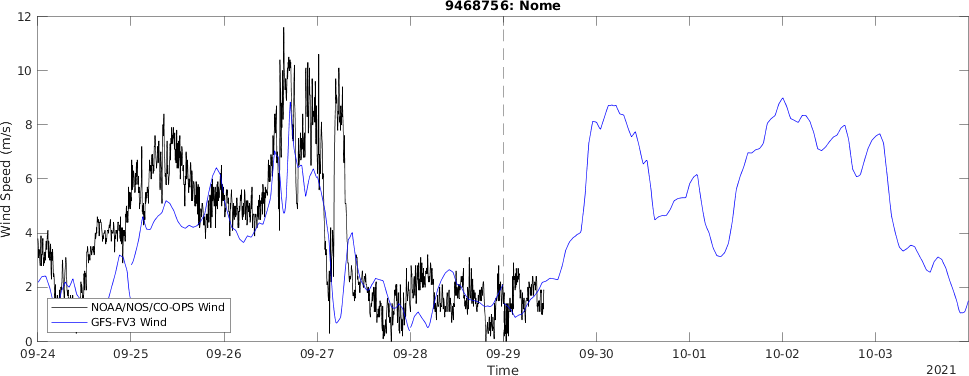 9468756: Nome
12
10
8
6
4
2
0
Wind Speed (m/s)
NOAA/NOS/CO-OPS Wind
GFS-FV3 Wind
09-24 09-25 09-26 09-27 09-28 09-29 09-30 10-01 10-02 10-03
Time
2021